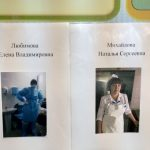 Любимова
Елена Владимировна
Михайлова
Наталья Сергеевна